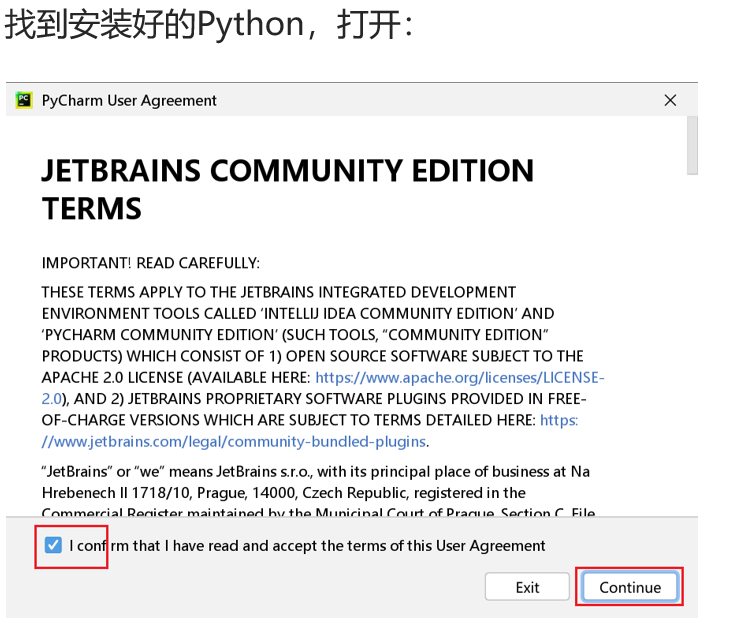 找到安装好的Python，打开：
PyCharm User Agreement
JETBRAINS COMMUNITY EDITION
TERMS
IMPORTANT! READ CAREFULLY:
THESE TERMS APPLY TO THE JETBRAINS INTEGRATED DEVELOPMENT
ENVIRONMENT TOOLS CALLED ‘INTELLIJ IDEA COMMUNITY EDITION’ AND
‘PYCHARM COMMUNITY EDITION’ (SUCH TOOLS, “COMMUNITY EDITION”
PRODUCTS) WHICH CONSIST OF 1) OPEN SOURCE SOFTWARE SUBJECT TO THE
APACHE 2.0 LICENSE (AVAILABLE HERE: https://www.apache.org/licenses/LICENSE-
2.0), AND 2) JETBRAINS PROPRIETARY SOFTWARE PLUGINS PROVIDED IN FREE-
OF-CHARGE VERSIONS WHICH ARE SUBJECT TO TERMS DETAILED HERE: https:
//www.jetbrains.com/legal/community-bundled-plugins.
“JetBrains” or “we” means JetBrains s.r.o., with its principal place of business at Na
Hrebenech II 1718/10, Prague, 14000, Czech Republic, registered in the
Commercial Register maintained by the Municipal Court of Prague, Section C, File
I confirm that I have read and accept the terms of this User Agreement
Exit
Continue